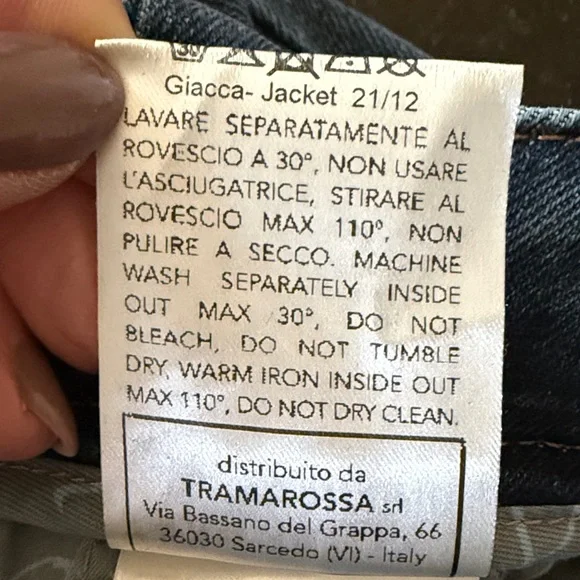 30
Giacca- Jacket 21/12
LAVARE SEPARATAMENTE AL
ROVESCIO A 30°, NON USARE
L'ASCIUGATRICE, STIRARE AL
ROVESCIO MAX 110°, NON
PULIRE A SECCO. MACHINE
WASH SEPARATELY INSIDE
OUT MAX 30°, DO NOT
BLEACH, DO NOT TUMBLE
DRY, WARM IRON INSIDE OUT
MAX 110°, DO NOT DRY CLEAN.
distribuito da
TRAMAROSSA srl
Via Bassano del Grappa, 66
36030 Sarcedo (VI) - Italy